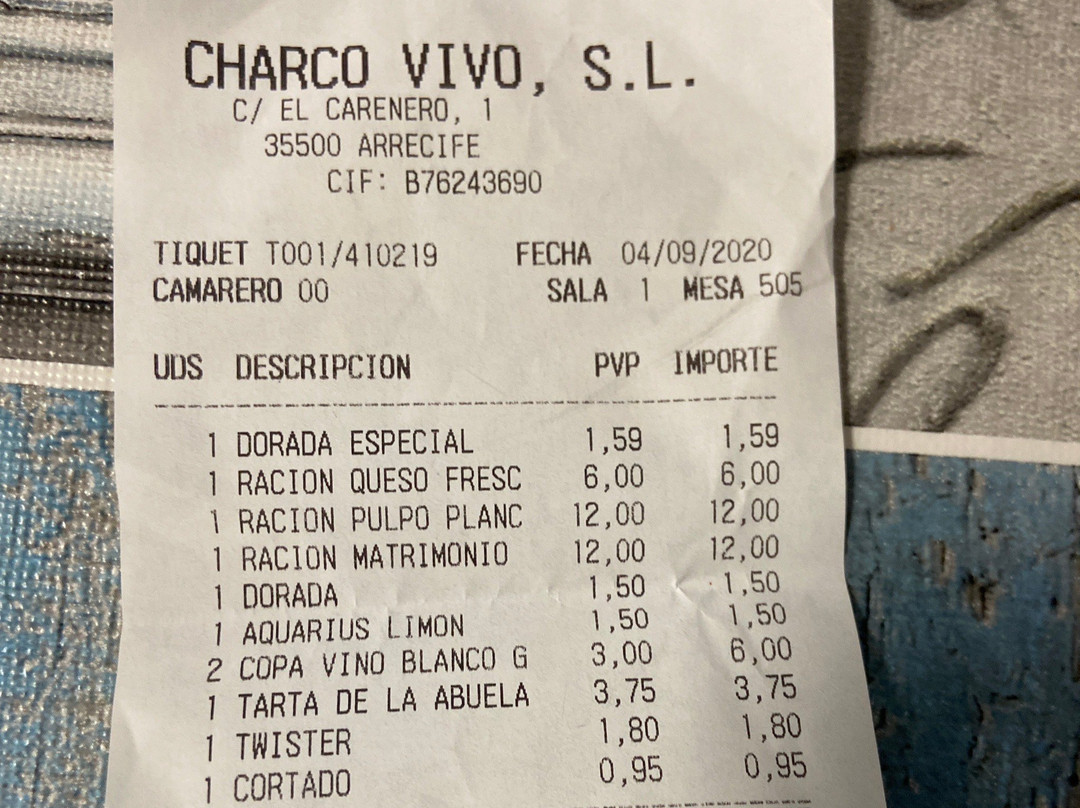 CHARCO VIVO, S.L.
C/ EL CARENERO, 1
35500 ARRECIFE
CIF: B76243690
TIQUET T001/410219 FECHA 04/09/2020
CAMARERO 00 SALA 1 MESA 505
UDS DESCRIPCION PVP IMPORTE
1 DORADA ESPECIAL 1,59 1,59
1 RACION QUESO FRESC 6,00 6,00
1 RACION PULPO PLANC 12,00 12,00
1 RACION MATRIMONIO 12,00 12,00
1 DORADA 1,50 1,50
1 AQUARIUS LIMON 1,50 1,50
2 COPA VINO BLANCO G 3,00 6,00
1 TARTA DE LA ABUELA 3,75 3,75
1 TWISTER 1,80 1,80
1 CORTADO 0,95 0,95